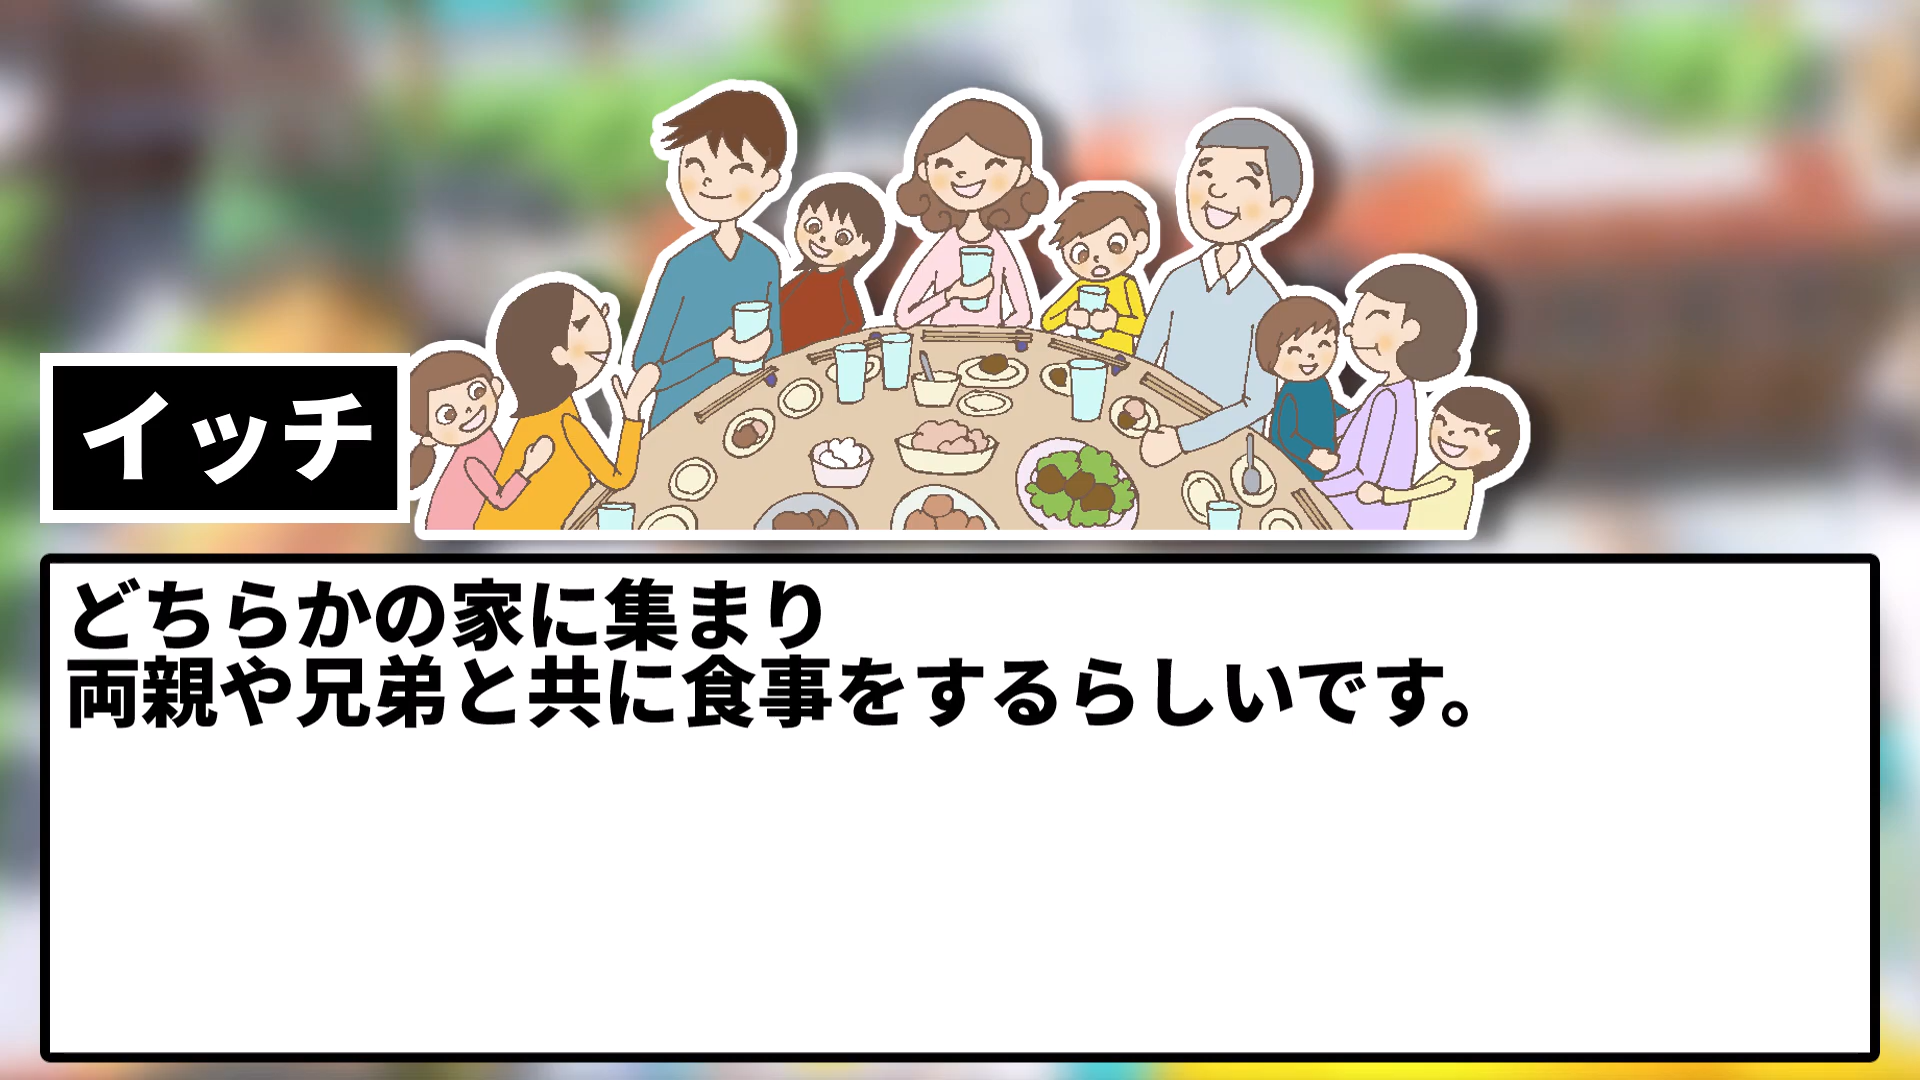 イッチ
どちらかの家に集まり
両親や兄弟と共に食事をするらしいです。